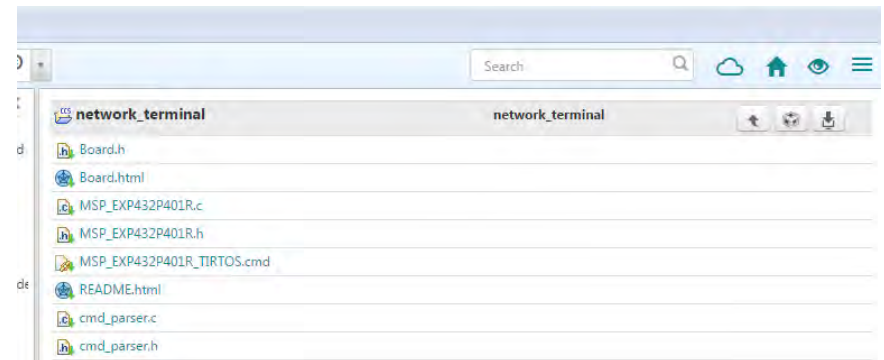 Search
network_terminal network_terminal
Board.h
Board.html
MSP_EXP432P401R.c
MSP_EXP432P401R.h
MSP_EXP432P401R_TIRTOS.cmd
README.html
cmd_parser.c
cmd_parser.h